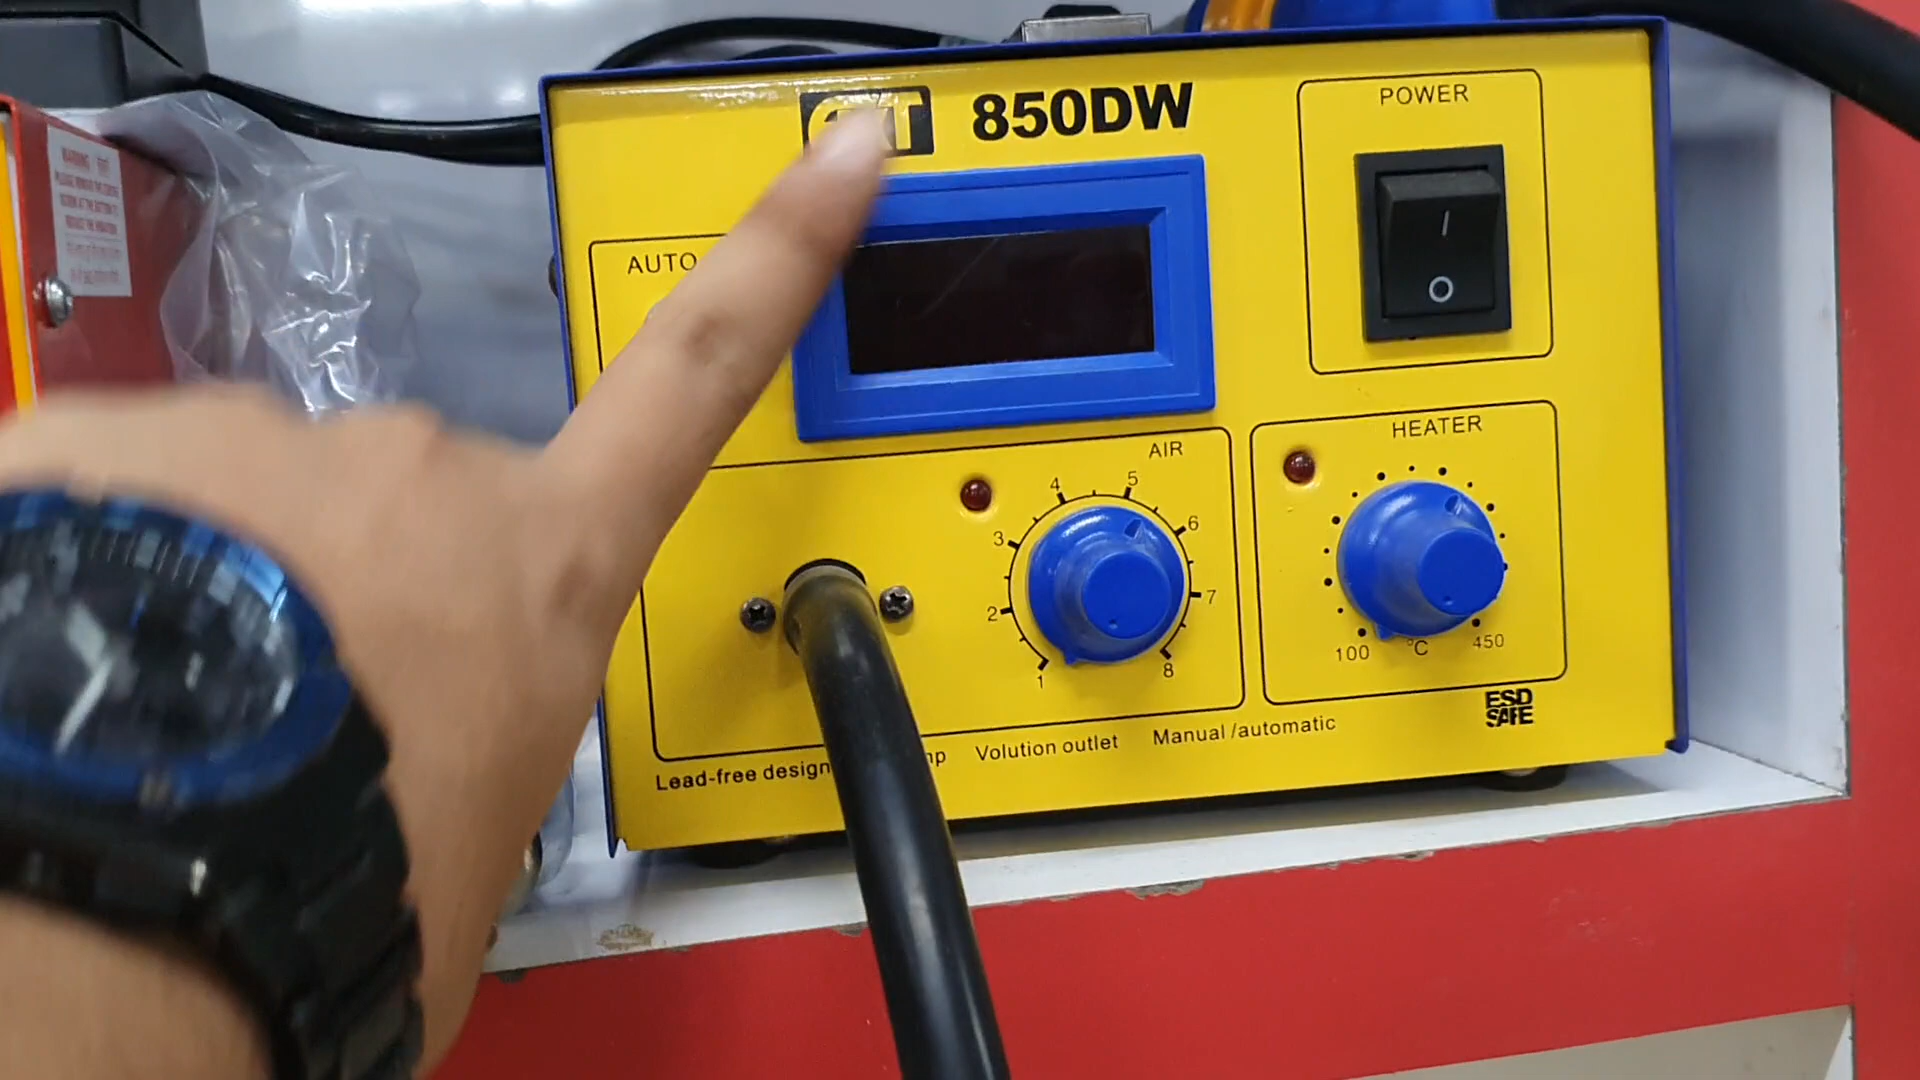 850DW
POWER
AUTO
AIR
HEATER
1 2 3 4 5 6 7 8
100 °C 450
ESD
SAFE
Lead-free design
Volution outlet
Manual /automatic
WARNING